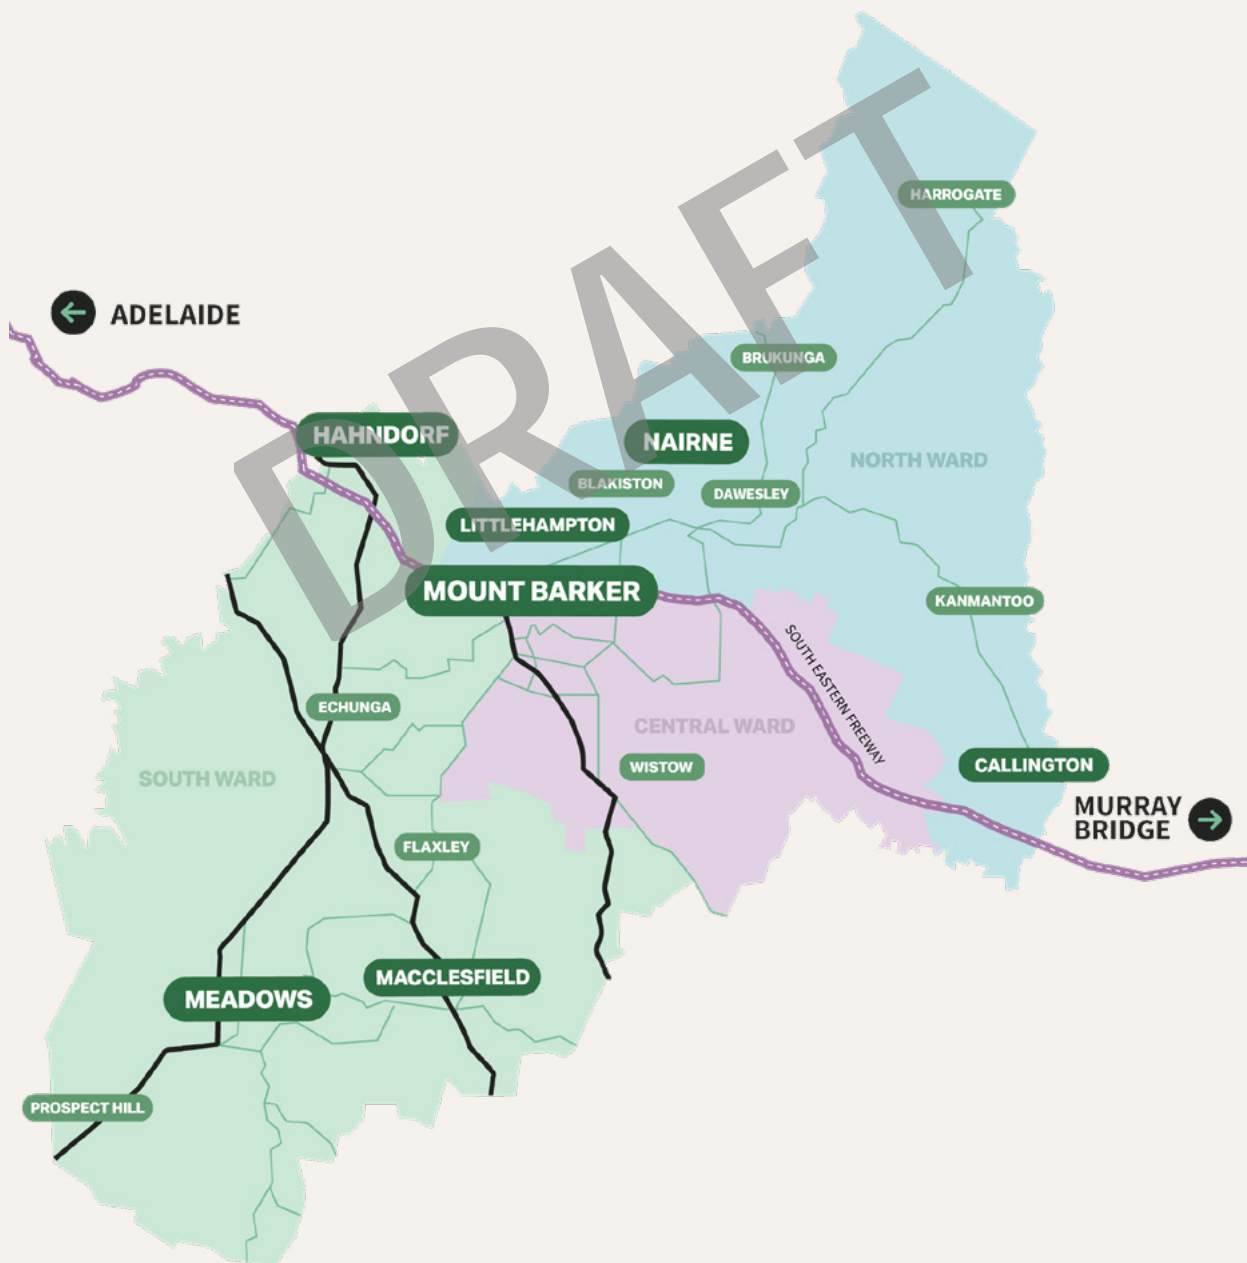 HARROGATE
ADELAIDE
BRUKUNGA
HAHNDORF
NAIRNE
NORTH WARD
BLAKISTON
DAWESLEY
LITTLEHAMPTON
MOUNT BARKER
KANMANTOO
SOUTH EASTERN FREEWAY
ECHUNGA
CENTRAL WARD
WISTOW
CALLINGTON
SOUTH WARD
MURRAY
BRIDGE
FLAXLEY
MACCLESFIELD
MEADOWS
PROSPECT HILL
DRAFT